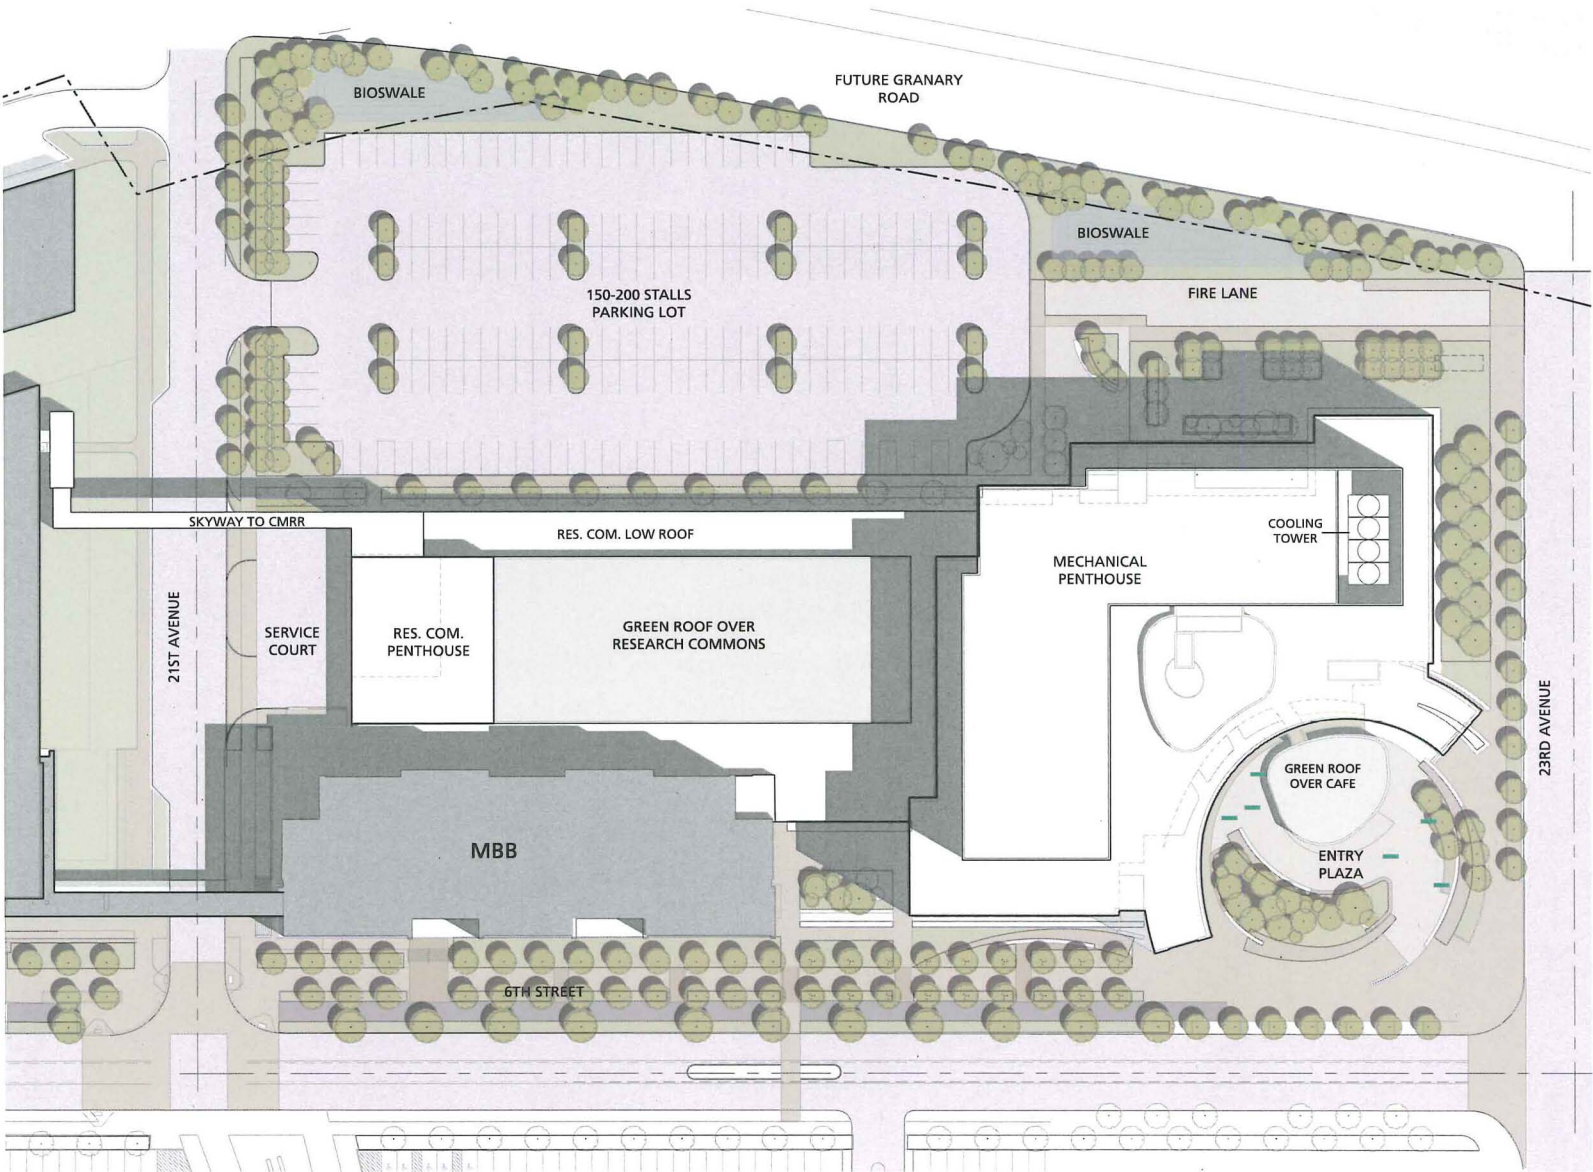 FUTURE GRANARY
ROAD
BIOSWALE
BIOSWALE
FIRE LANE
150-200 STALLS
PARKING LOT
SKYWAY TO CMRR
RES. COM. LOW ROOF
COOLING
TOWER
MECHANICAL
PENTHOUSE
21ST AVENUE
SERVICE
COURT
RES. COM.
PENTHOUSE
GREEN ROOF OVER
RESEARCH COMMONS
23RD AVENUE
GREEN ROOF
OVER CAFE
MBB
ENTRY
PLAZA
6TH STREET